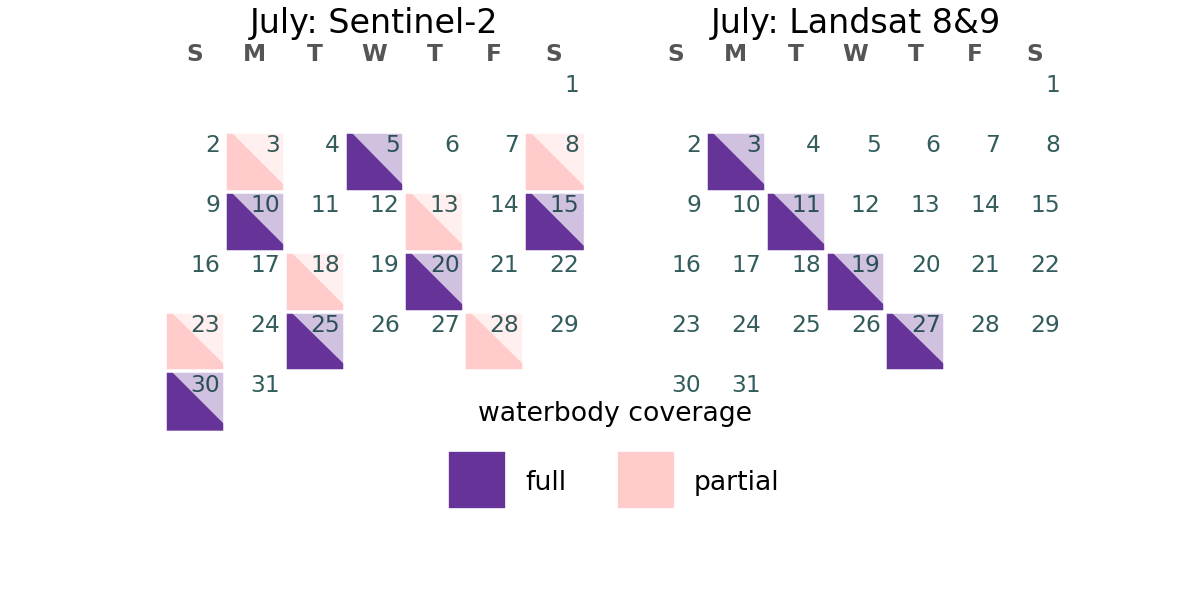 July: Sentinel-2
S M T W T F S
1
2 3 4 5 6 7 8
9 10 11 12 13 14 15
16 17 18 19 20 21 22
23 24 25 26 27 28 29
30 31
July: Landsat 8&9
S M T W T F S
1
2 3 4 5 6 7 8
9 10 11 12 13 14 15
16 17 18 19 20 21 22
23 24 25 26 27 28 29
30 31
waterbody coverage
full partial